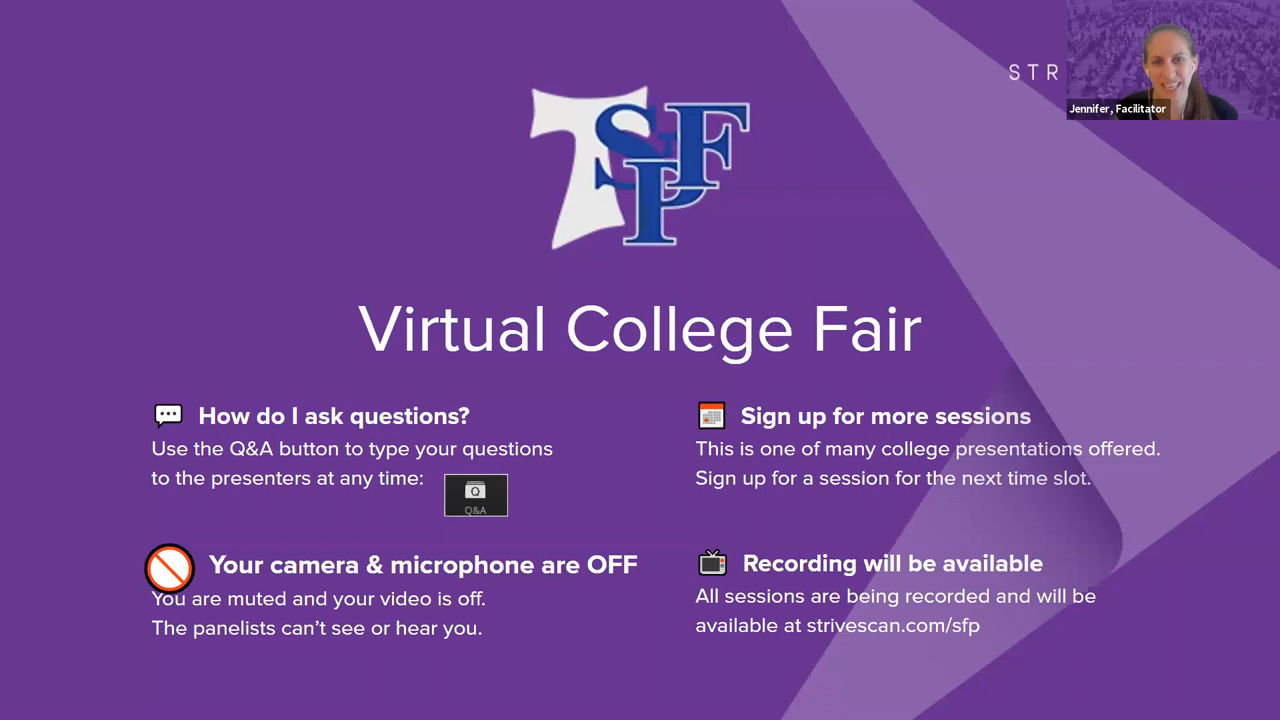 STR
Jennifer, Facilitator
SFP
Virtual College Fair
How do I ask questions?
Use the Q&A button to type your questions
to the presenters at any time:
Q
Q&A
Sign up for more sessions
This is one of many college presentations offered.
Sign up for a session for the next time slot.
Your camera & microphone are OFF
You are muted and your video is off.
The panelists can’t see or hear you.
Recording will be available
All sessions are being recorded and will be
available at strivescan.com/sfp